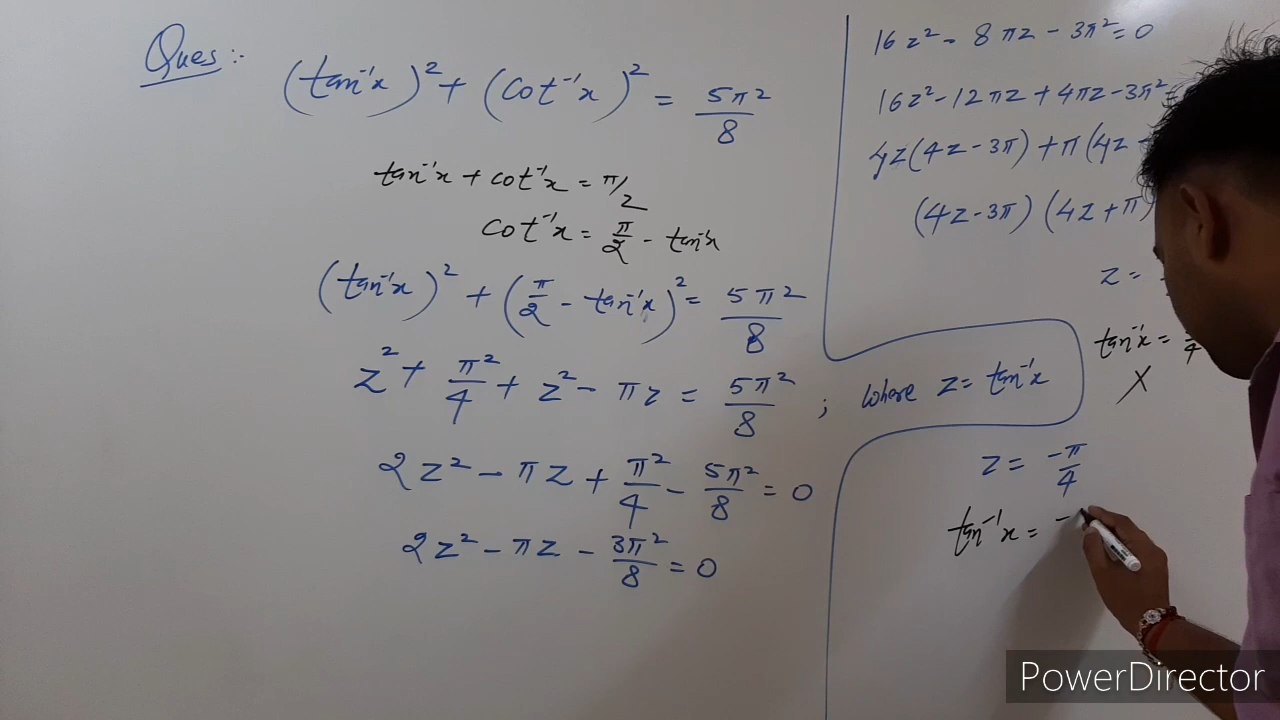 Ques :-
(tan⁻¹x)² + (cot⁻¹x)² = 5π²/8
tan⁻¹x + cot⁻¹x = π/2
cot⁻¹x = π/2 - tan⁻¹x
(tan⁻¹x)² + (π/2 - tan⁻¹x)² = 5π²/8
z² + π²/4 + z² - πz = 5π²/8 ; where z = tan⁻¹x
2z² - πz + π²/4 - 5π²/8 = 0
2z² - πz - 3π²/8 = 0
16z² - 8πz - 3π² = 0
16z² - 12πz + 4πz - 3π² =
4z(4z - 3π) + π(4z -
(4z - 3π) (4z + π)
z =
tan⁻¹x =
X
z = -π/4
tan⁻¹x = -
PowerDirector